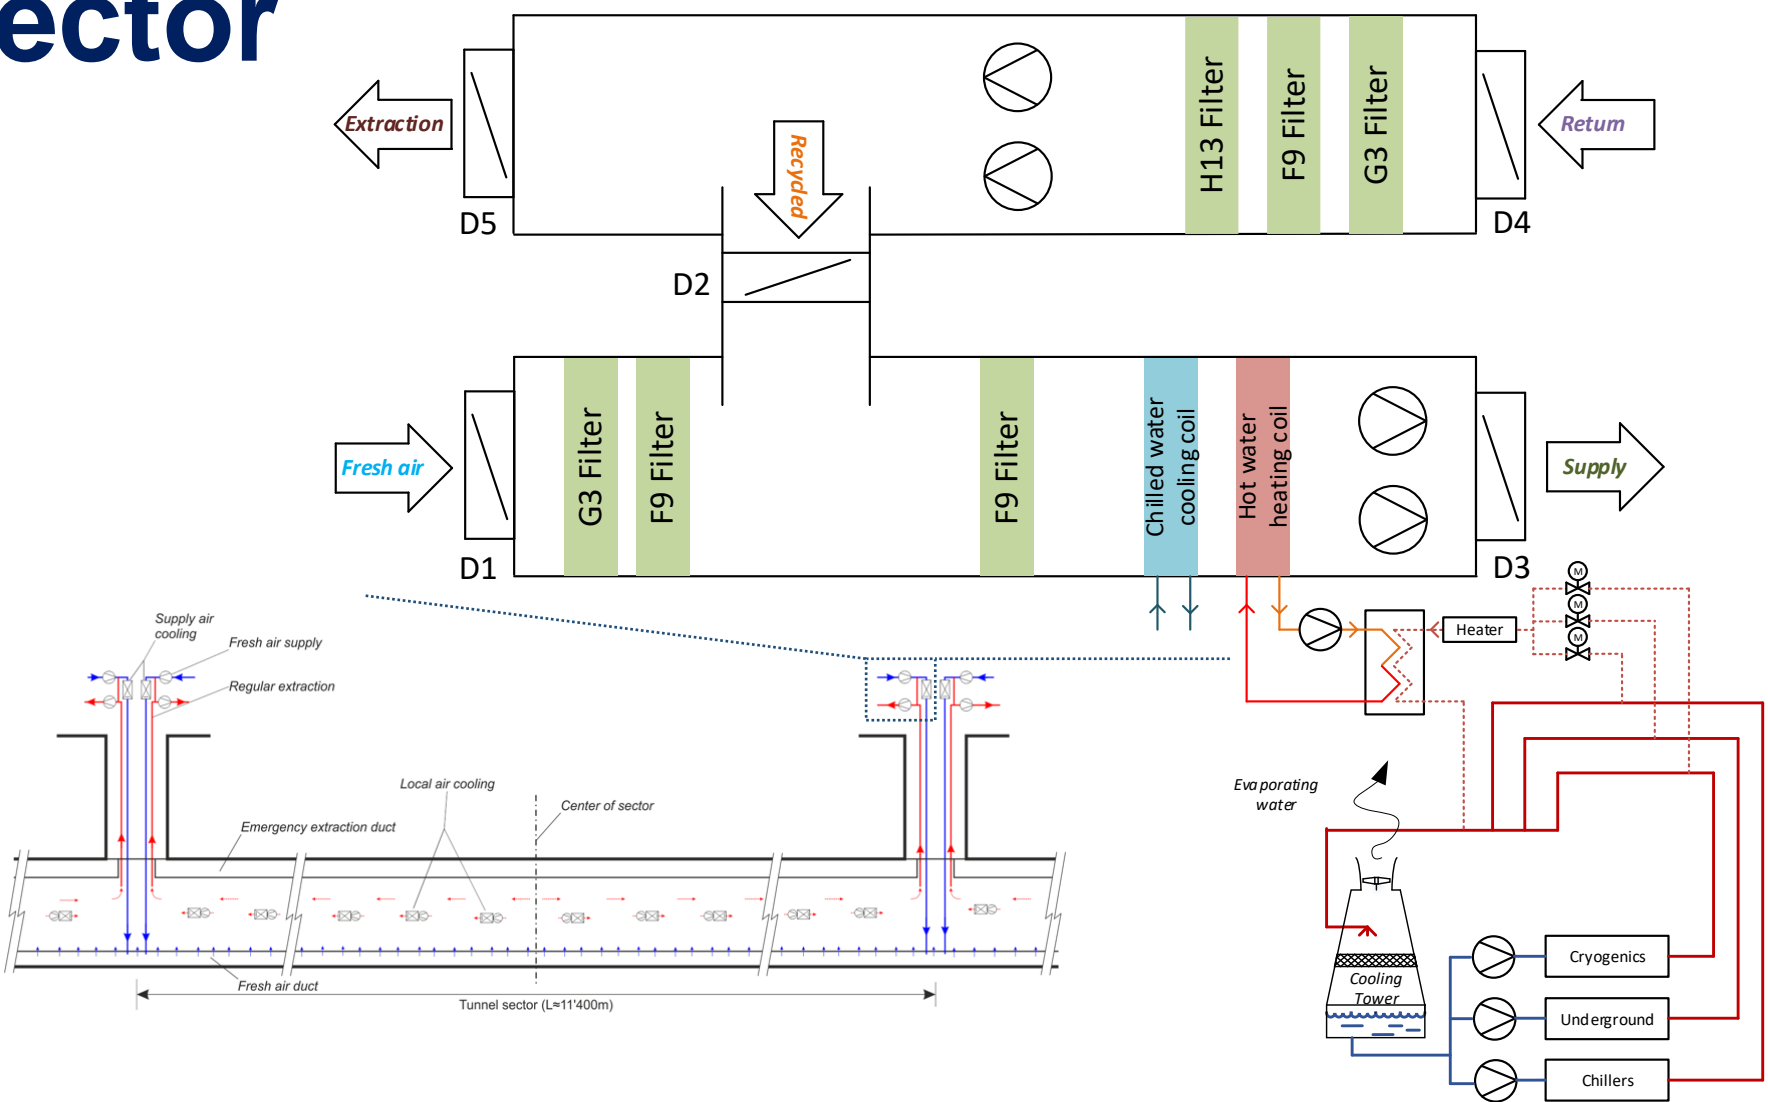 ector
Extraction
D5
Recycled
H13 Filter
F9 Filter
G3 Filter
Return
D4
D2
Fresh air
D1
G3 Filter
F9 Filter
F9 Filter
Chilled water
cooling coil
Hot water
heating coil
Supply
D3
M
M
M
Heater
Supply air
cooling
Fresh air supply
Regular extraction
Local air cooling
Center of sector
Emergency extraction duct
Fresh air duct
Tunnel sector (L≈11'400m)
Evaporating
water
Cooling
Tower
Cryogenics
Underground
Chillers